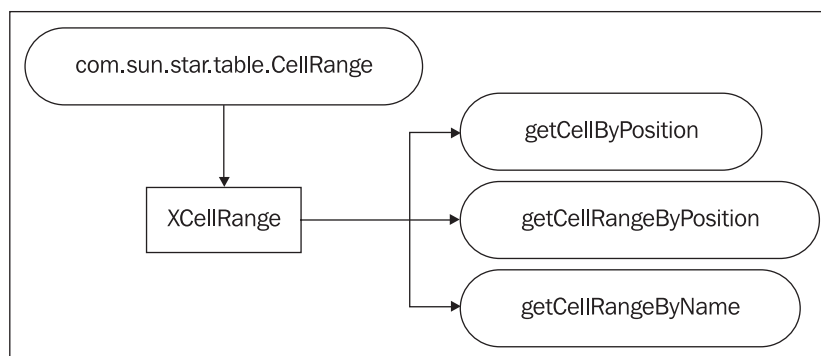 com.sun.star.table.CellRange
getCellByPosition
XCellRange
getCellRangeByPosition
getCellRangeByName